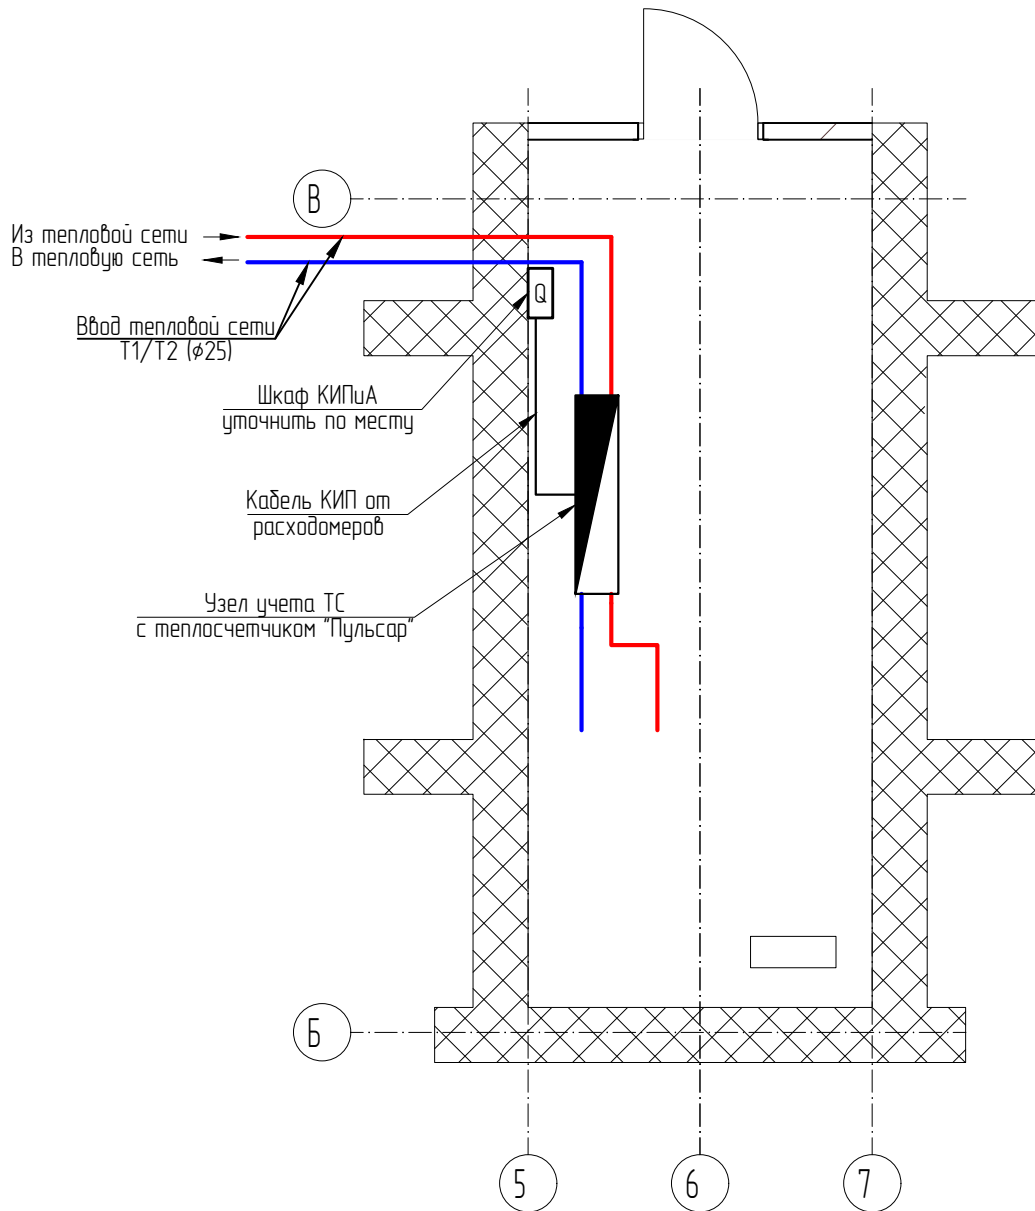 В
Из тепловой сети
В тепловую сеть
Q
Ввод тепловой сети
Т1/Т2 (φ25)
Шкаф КИПиА
уточнить по месту
Кабель КИП от
расходомеров
Узел учета ТС
с теплосчетчиком "Пульсар"
Б
5
6
7